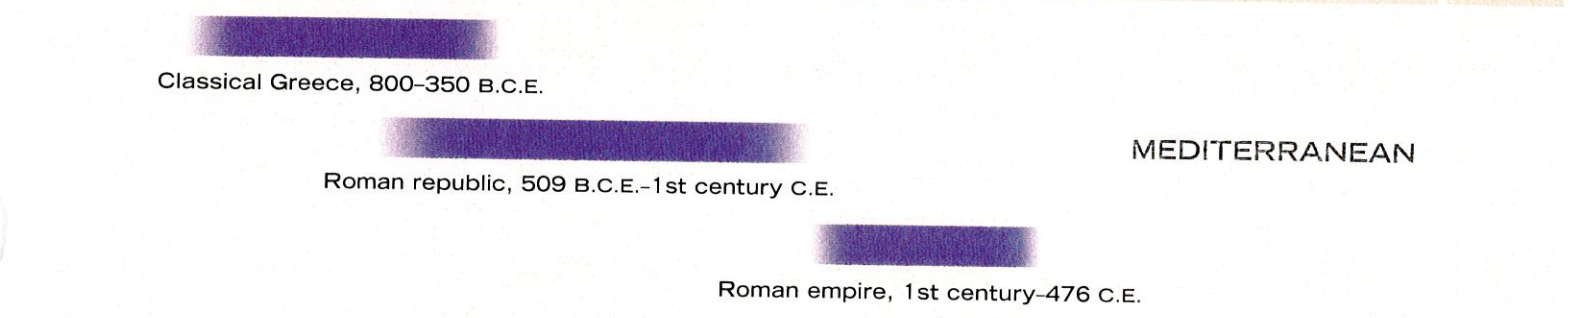 Classical Greece, 800–350 B.C.E.
Roman republic, 509 B.C.E.–1st century C.E.
MEDITERRANEAN
Roman empire, 1st century–476 C.E.